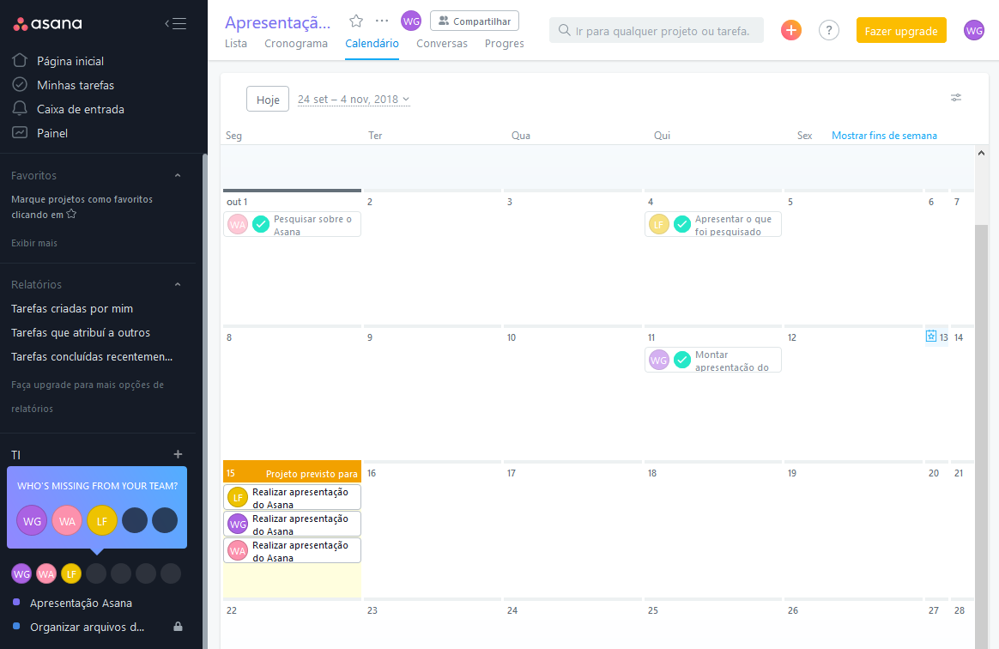 asana
Página inicial
Minhas tarefas
Caixa de entrada
Painel
Favoritos
Marque projetos como favoritos
clicando em
Exibir mais
Relatórios
Tarefas criadas por mim
Tarefas que atribuí a outros
Tarefas concluídas recentemen...
Faça upgrade para mais opções de
relatórios
TI
WHO'S MISSING FROM YOUR TEAM?
WG WA LF
WG WA LF
Apresentação Asana
Organizar arquivos d...
Apresentaçã... WG Compartilhar
Lista Cronograma Calendário Conversas Progres
Ir para qualquer projeto ou tarefa.
? Fazer upgrade WG
Hoje 24 set – 4 nov, 2018
Seg Ter Qua Qui Sex Mostrar fins de semana
out 1 2 3 4 5 6 7
WA Pesquisar sobre o
Asana
LF Apresentar o que
foi pesquisado
8 9 10 11 12 13 14
WG Montar
apresentação do
15 Projeto previsto para 16 17 18 19 20 21
LF Realizar apresentação
do Asana
WG Realizar apresentação
do Asana
WA Realizar apresentação
do Asana
22 23 24 25 26 27 28